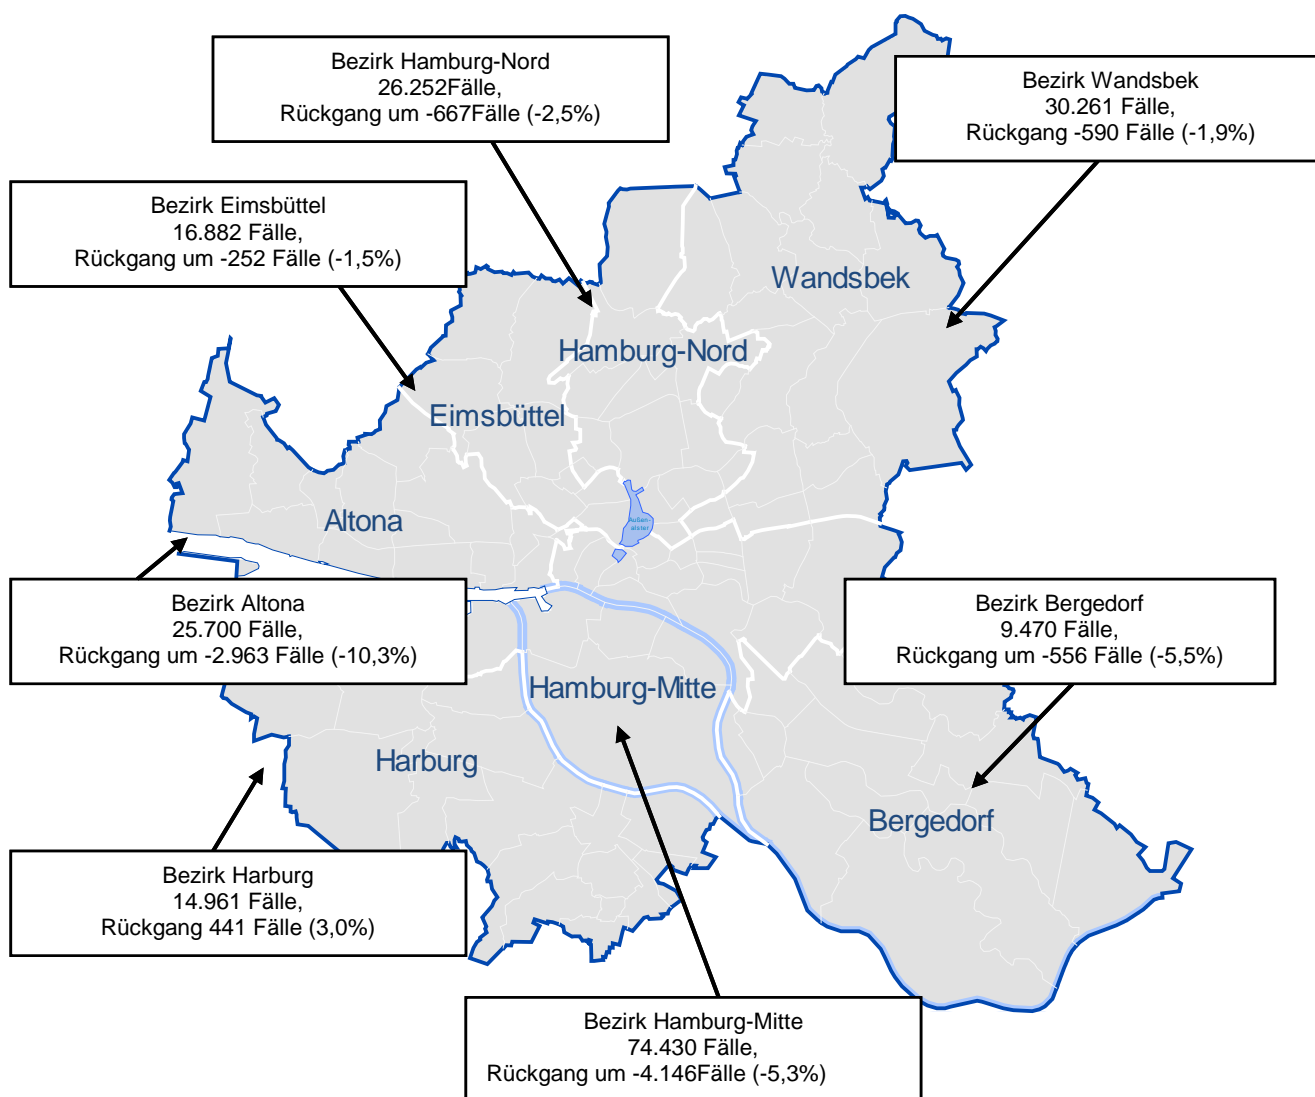 Bezirk Hamburg-Nord
26.252Fälle,
Rückgang um -667Fälle (-2,5%)
Bezirk Wandsbek
30.261 Fälle,
Rückgang -590 Fälle (-1,9%)
Bezirk Eimsbüttel
16.882 Fälle,
Rückgang um -252 Fälle (-1,5%)
Wandsbek
Hamburg-Nord
Eimsbüttel
Altona
Außen-
alster
Bezirk Altona
25.700 Fälle,
Rückgang um -2.963 Fälle (-10,3%)
Bezirk Bergedorf
9.470 Fälle,
Rückgang um -556 Fälle (-5,5%)
Hamburg-Mitte
Harburg
Bergedorf
Bezirk Harburg
14.961 Fälle,
Rückgang 441 Fälle (3,0%)
Bezirk Hamburg-Mitte
74.430 Fälle,
Rückgang um -4.146Fälle (-5,3%)